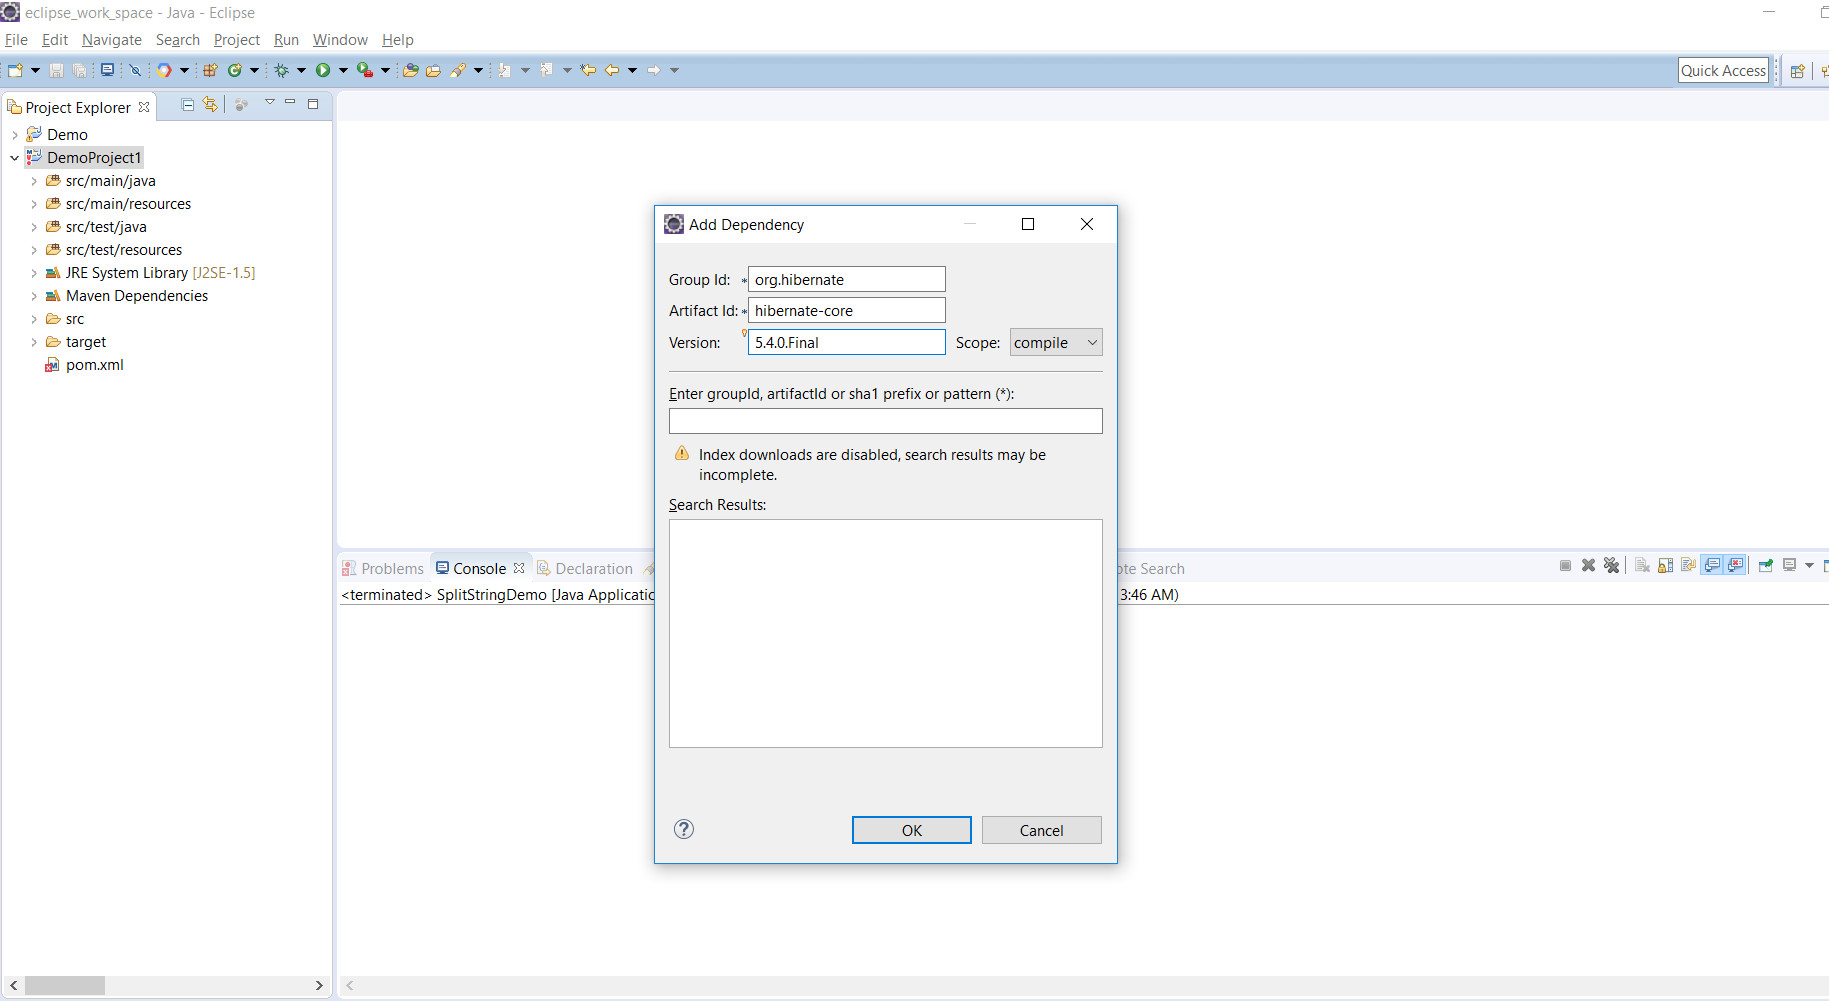 eclipse_work_space - Java - Eclipse
File Edit Navigate Search Project Run Window Help
Quick Access
Project Explorer
Demo
DemoProject1
src/main/java
src/main/resources
src/test/java
src/test/resources
JRE System Library [J2SE-1.5]
Maven Dependencies
src
target
pom.xml
Add Dependency
Group Id: * org.hibernate
Artifact Id: * hibernate-core
Version: 5.4.0.Final Scope: compile
Enter groupId, artifactId or sha1 prefix or pattern (*):
Index downloads are disabled, search results may be
incomplete.
Search Results:
OK Cancel
Problems Console Declaration ote Search
<terminated> SplitStringDemo [Java Applicatio 3:46 AM)